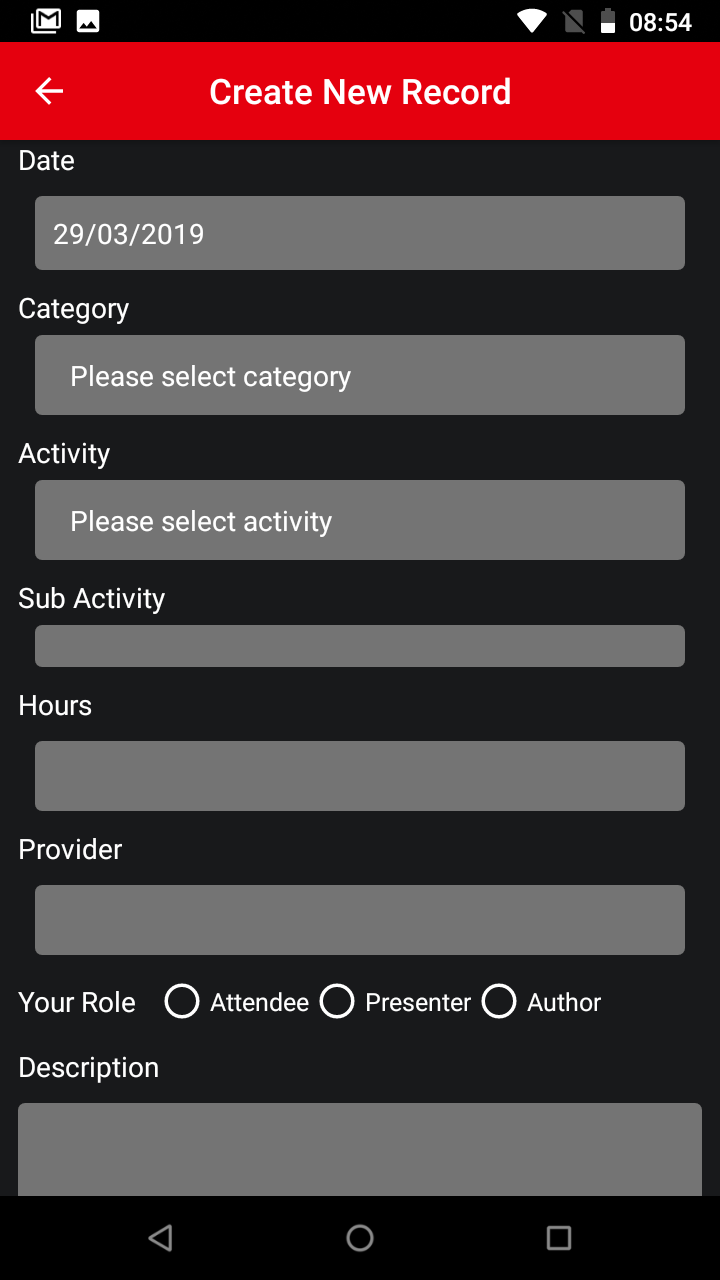 08:54
Create New Record
Date
29/03/2019
Category
Please select category
Activity
Please select activity
Sub Activity
Hours
Provider
Your Role Attendee Presenter Author
Description